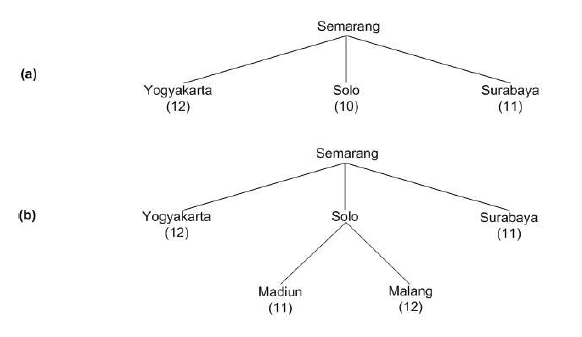 Semarang
(a)
Yogyakarta Solo Surabaya
(12) (10) (11)
Semarang
(b)
Yogyakarta Solo Surabaya
(12) (11)
Madiun Malang
(11) (12)